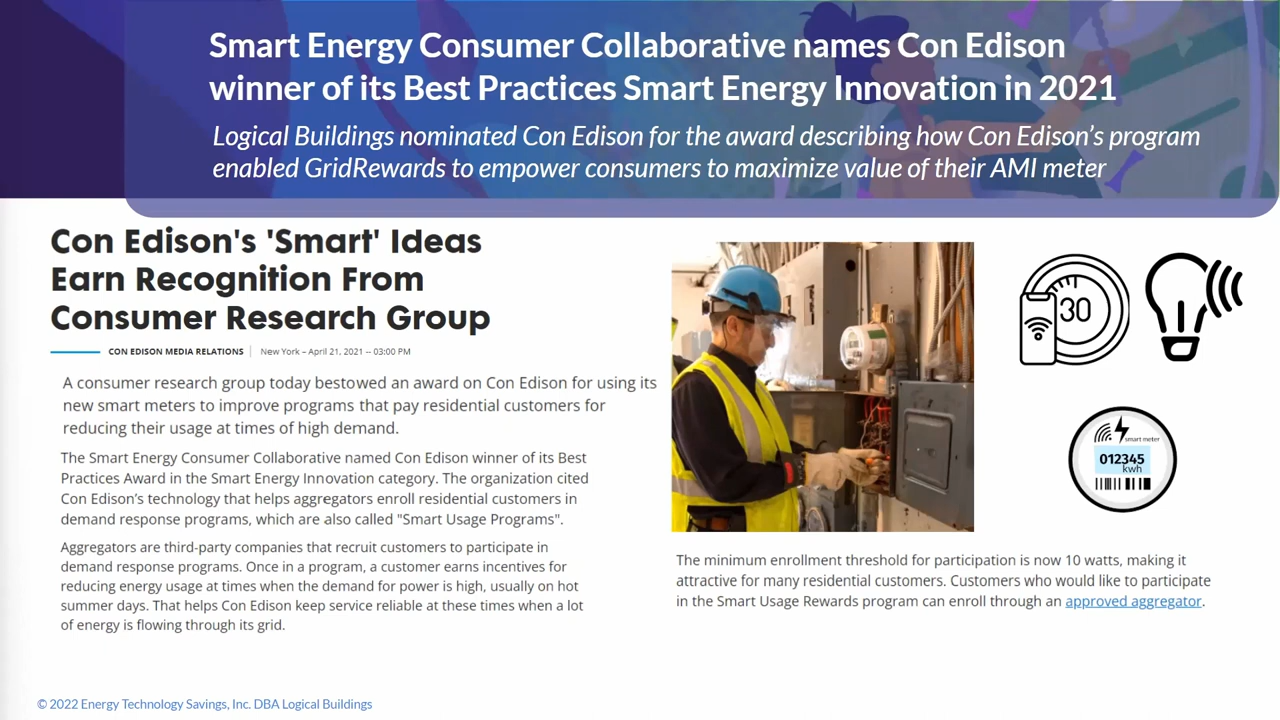 Smart Energy Consumer Collaborative names Con Edison
winner of its Best Practices Smart Energy Innovation in 2021
Logical Buildings nominated Con Edison for the award describing how Con Edison's program
enabled GridRewards to empower consumers to maximize value of their AMI meter
Con Edison's 'Smart' Ideas
Earn Recognition From
Consumer Research Group
CON EDISON MEDIA RELATIONS | New York – April 21, 2021 -- 03:00 PM
A consumer research group today bestowed an award on Con Edison for using its
new smart meters to improve programs that pay residential customers for
reducing their usage at times of high demand.
The Smart Energy Consumer Collaborative named Con Edison winner of its Best
Practices Award in the Smart Energy Innovation category. The organization cited
Con Edison's technology that helps aggregators enroll residential customers in
demand response programs, which are also called "Smart Usage Programs".
Aggregators are third-party companies that recruit customers to participate in
demand response programs. Once in a program, a customer earns incentives for
reducing energy usage at times when the demand for power is high, usually on hot
summer days. That helps Con Edison keep service reliable at these times when a lot
of energy is flowing through its grid.
30
smart meter
012345
kwh
The minimum enrollment threshold for participation is now 10 watts, making it
attractive for many residential customers. Customers who would like to participate
in the Smart Usage Rewards program can enroll through an approved aggregator.
© 2022 Energy Technology Savings, Inc. DBA Logical Buildings